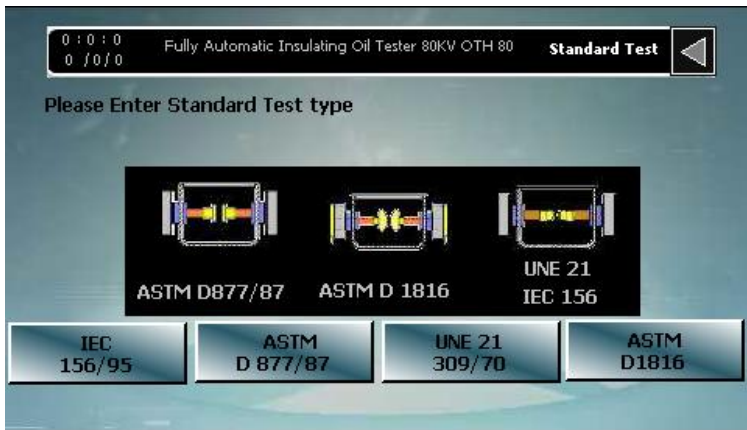 0 : 0 : 0
0 /0/ 0
Fully Automatic Insulating Oil Tester 80KV OTH 80
Standard Test
Please Enter Standard Test type
ASTM D877/87
ASTM D 1816
UNE 21
IEC 156
IEC
156/95
ASTM
D 877/87
UNE 21
309/70
ASTM
D1816